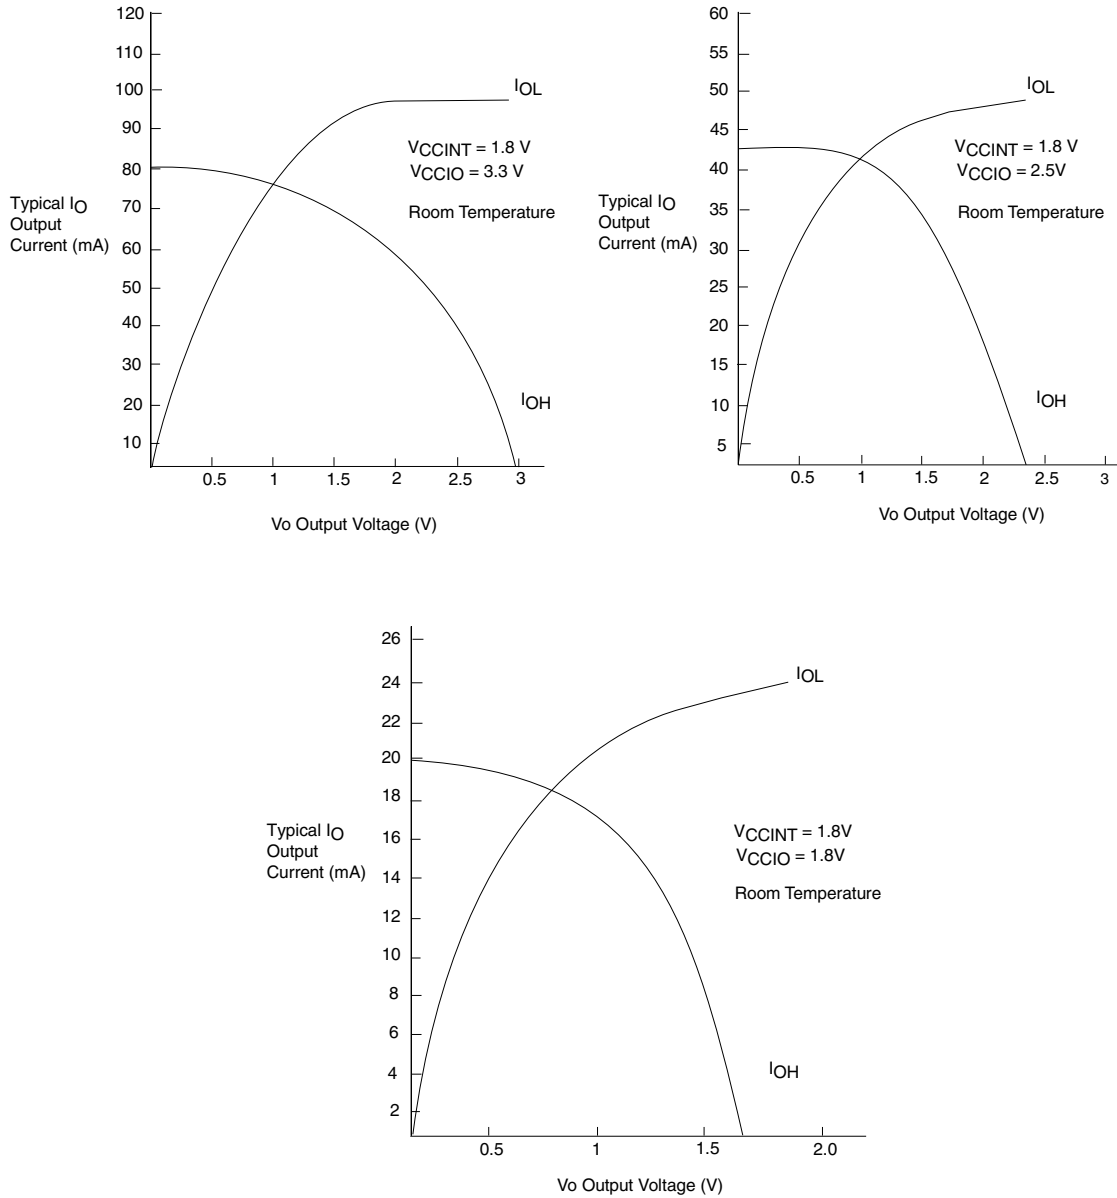 120
110
100
90
80
70
60
50
40
30
20
10
Typical IO
Output
Current (mA)
IOL
VCCINT = 1.8 V
VCCIO = 3.3 V
Room Temperature
IOH
0.5 1 1.5 2 2.5 3
Vo Output Voltage (V)
60
55
50
45
40
35
30
25
20
15
10
5
Typical IO
Output
Current (mA)
IOL
VCCINT = 1.8 V
VCCIO = 2.5V
Room Temperature
IOH
0.5 1 1.5 2 2.5 3
Vo Output Voltage (V)
26
24
22
20
18
16
14
12
10
8
6
4
2
Typical IO
Output
Current (mA)
IOL
VCCINT = 1.8V
VCCIO = 1.8V
Room Temperature
IOH
0.5 1 1.5 2.0
Vo Output Voltage (V)